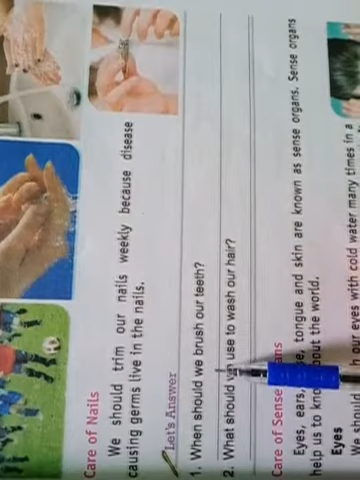 Care of Nails
We should trim our nails weekly because disease
causing germs live in the nails.
Let's Answer
1. When should we brush our teeth?
2. What should use to wash our hair?
Care of Sense
Eyes, ears, tongue and skin are known as sense organs. Sense organs
help us to the world.
Eyes
We should our eyes with cold water many times in a